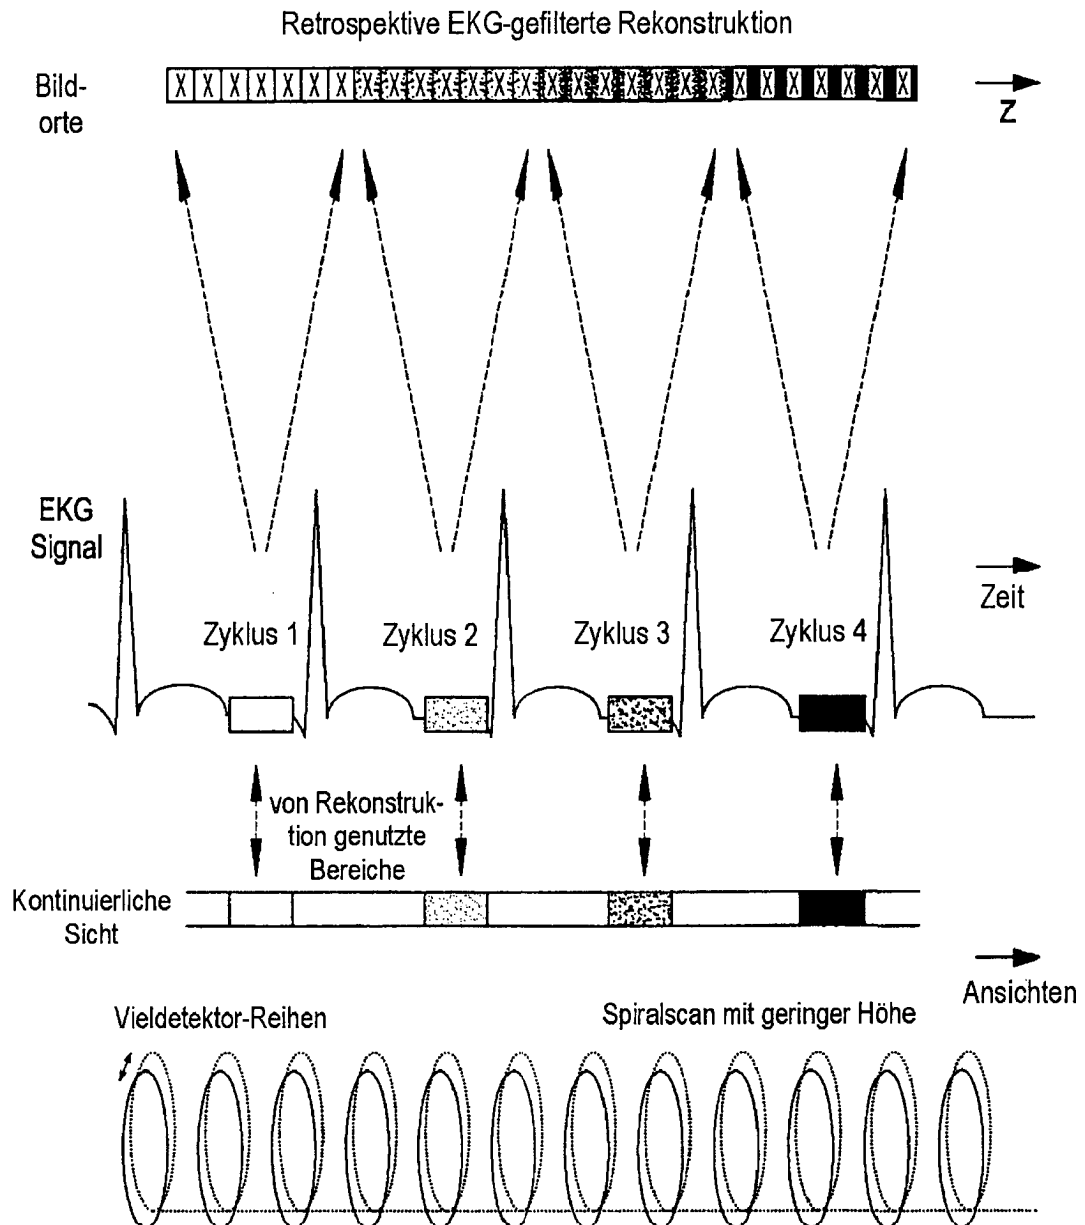 Retrospektive EKG-gefilterte Rekonstruktion
Bild-
orte
X X X X X X X X X X X X X X X X X X X X X X X X X X X X
Z
EKG
Signal
Zeit
Zyklus 1
Zyklus 2
Zyklus 3
Zyklus 4
von Rekonstruk-
tion genutzte
Bereiche
Kontinuierliche
Sicht
Ansichten
Vieldetektor-Reihen
Spiralscan mit geringer Höhe